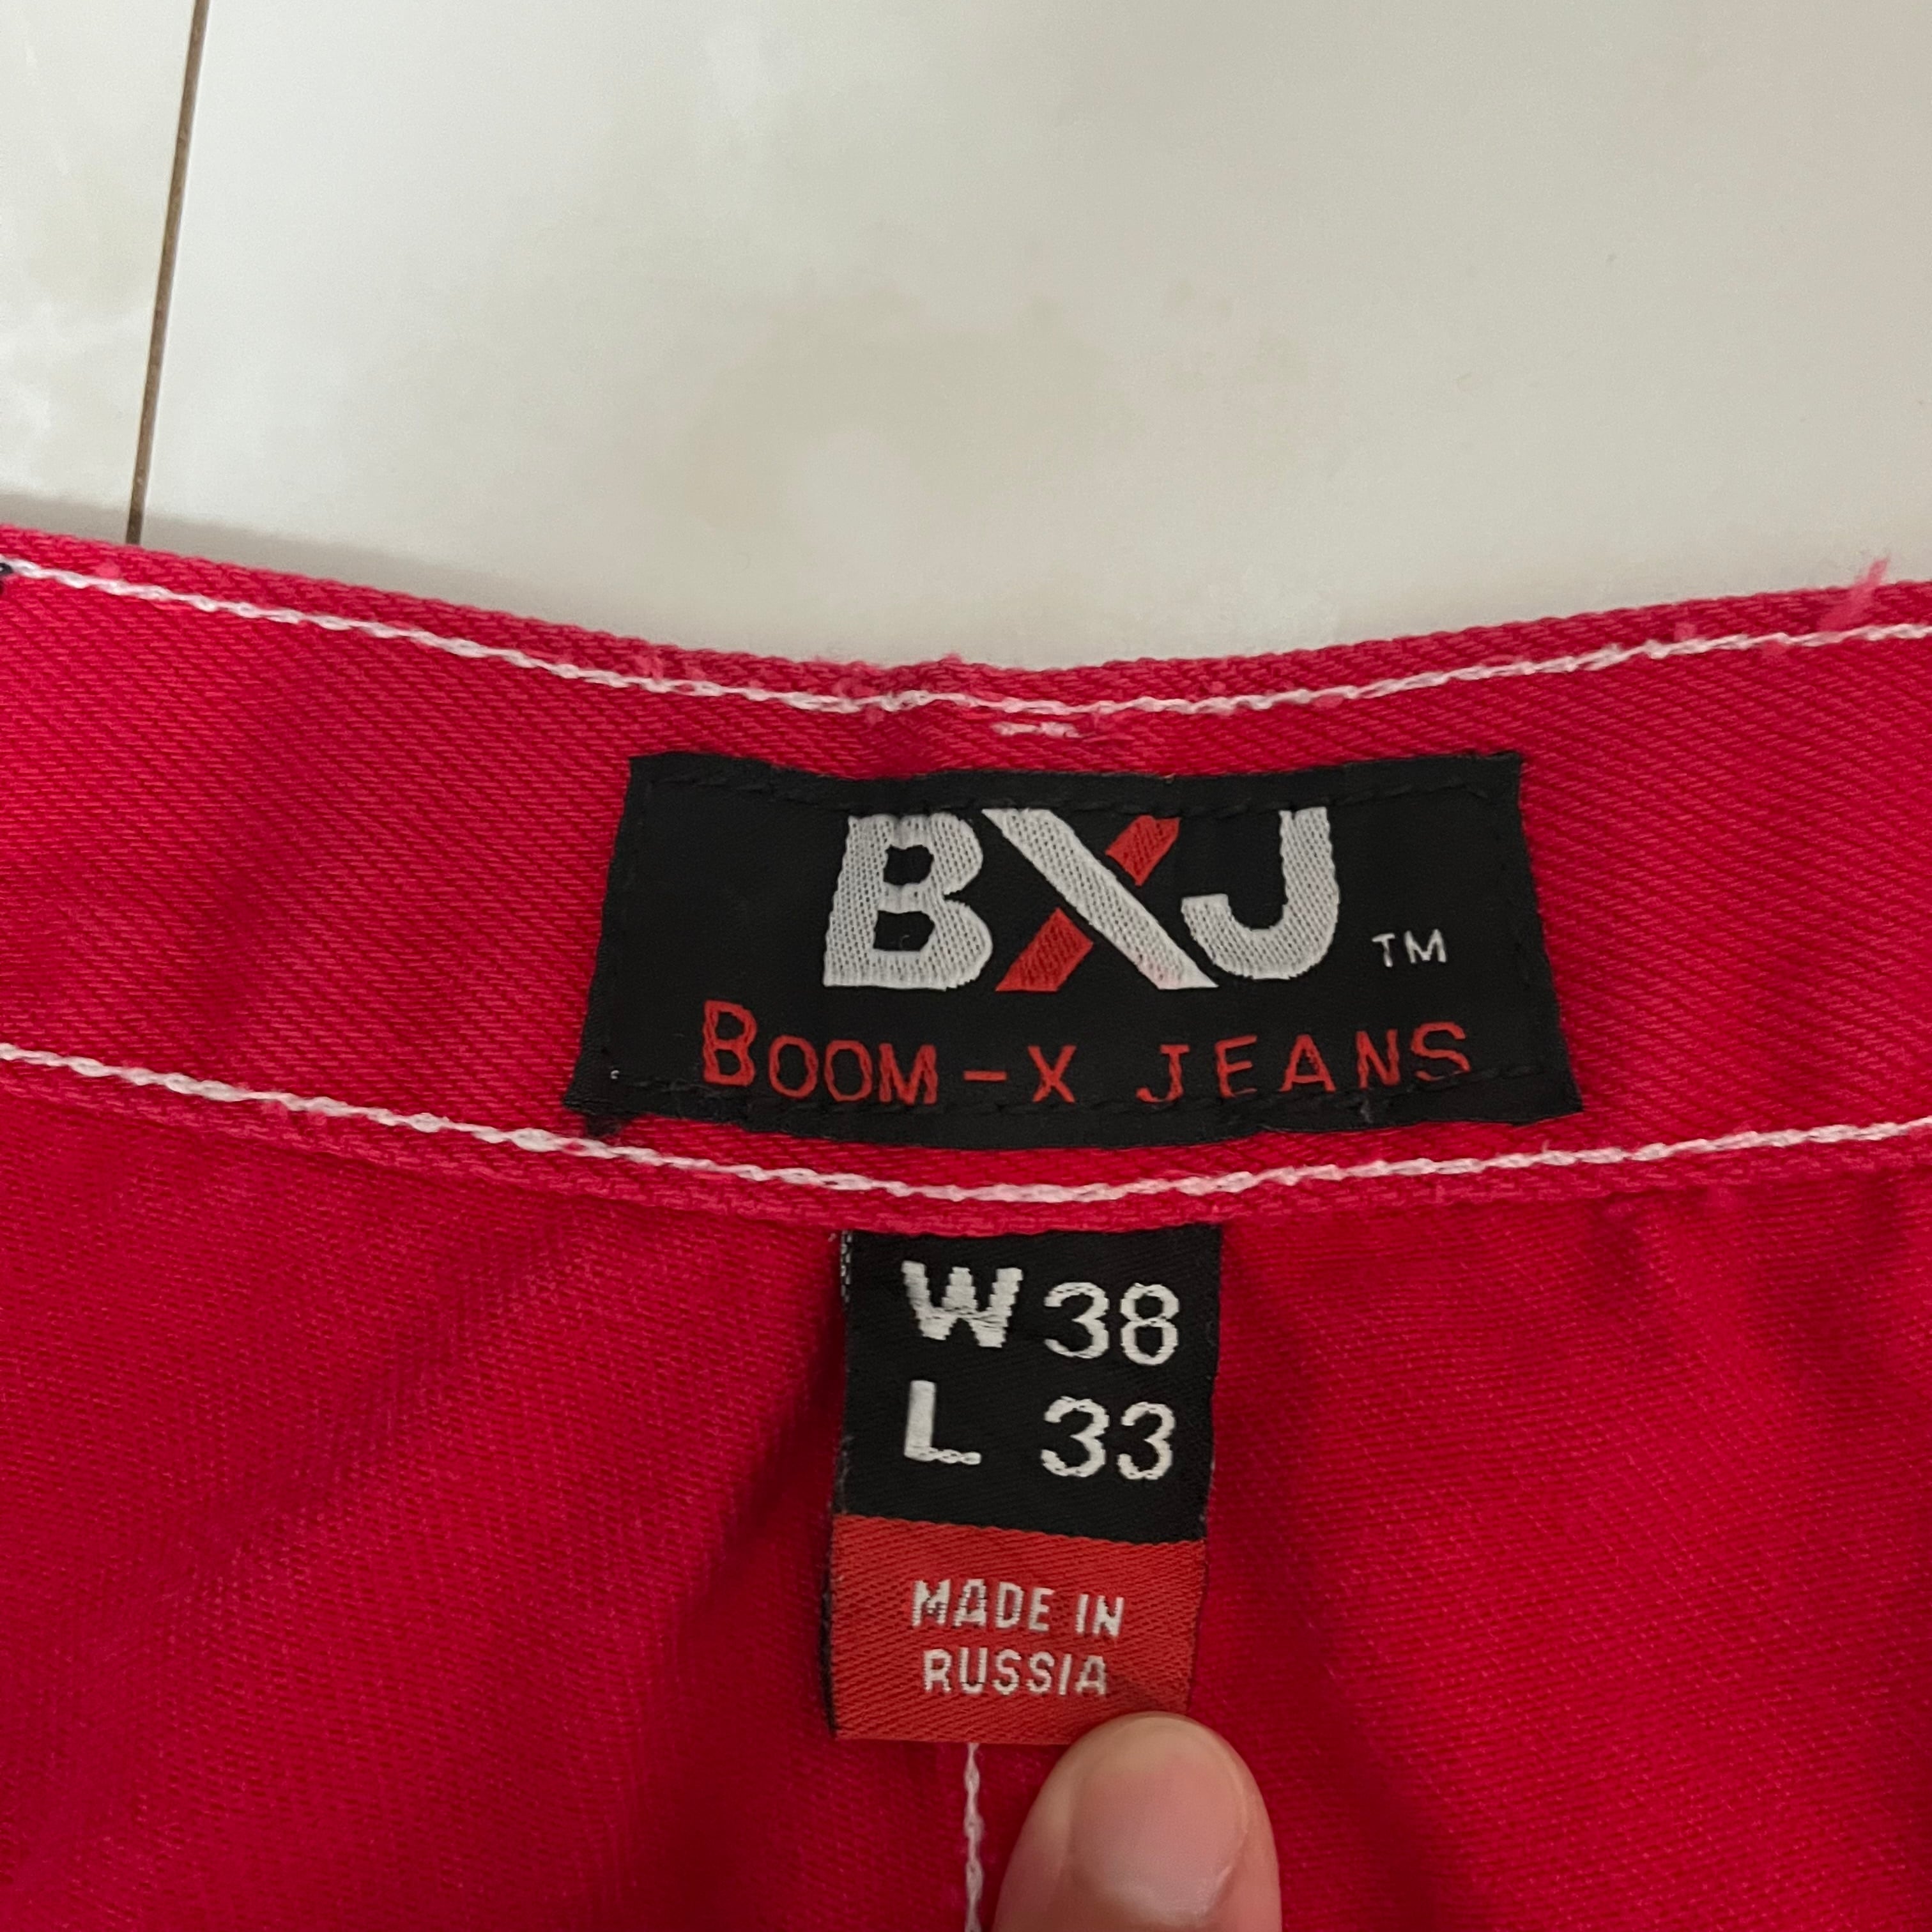 BXJ ™
BOOM-X JEANS
W 38
L 33
MADE IN
RUSSIA